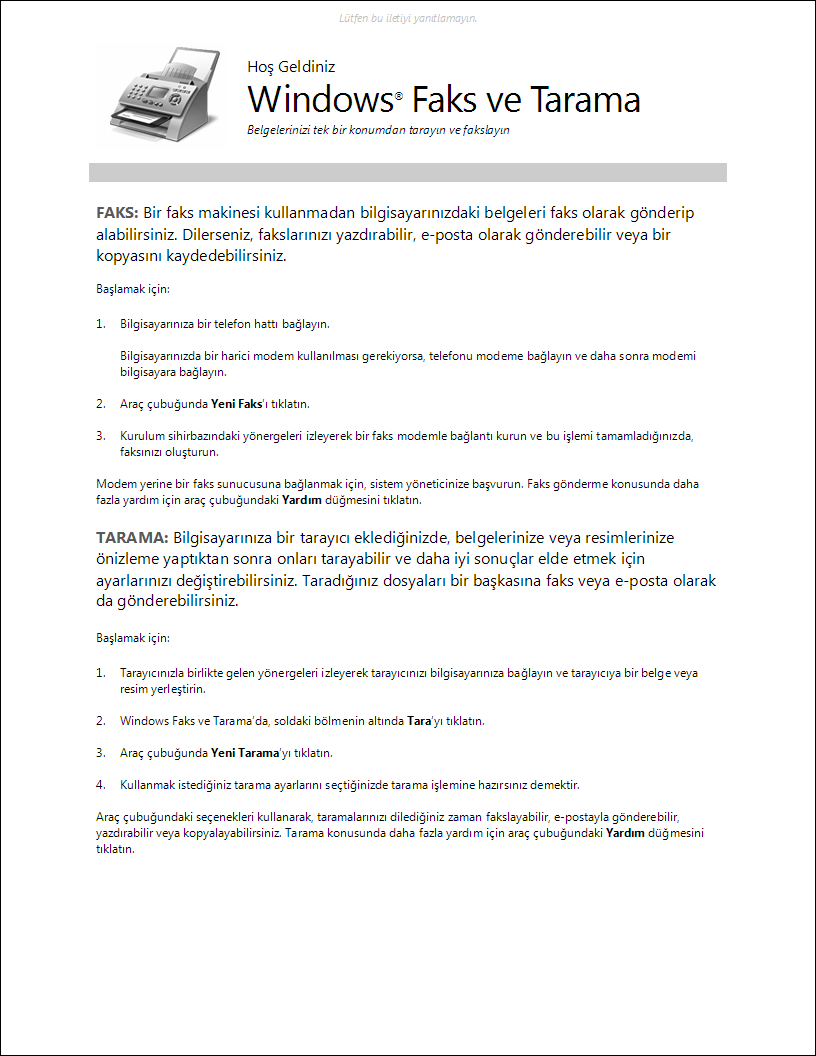 Lütfen bu iletiyi yanıtlamayın.
Hoş Geldiniz
Windows® Faks ve Tarama
Belgelerinizi tek bir konumdan tarayın ve fakslayın
FAKS: Bir faks makinesi kullanmadan bilgisayarınızdaki belgeleri faks olarak gönderip
alabilirsiniz. Dilerseniz, fakslarınızı yazdırabilir, e-posta olarak gönderebilir veya bir
kopyasını kaydedebilirsiniz.
Başlamak için:
1. Bilgisayarınıza bir telefon hattı bağlayın.
Bilgisayarınızda bir harici modem kullanılması gerekiyorsa, telefonu modeme bağlayın ve daha sonra modemi
bilgisayara bağlayın.
2. Araç çubuğunda Yeni Faks'ı tıklatın.
3. Kurulum sihirbazındaki yönergeleri izleyerek bir faks modemle bağlantı kurun ve bu işlemi tamamladığınızda,
faksınızı oluşturun.
Modem yerine bir faks sunucusuna bağlanmak için, sistem yöneticinize başvurun. Faks gönderme konusunda daha
fazla yardım için araç çubuğundaki Yardım düğmesini tıklatın.
TARAMA: Bilgisayarınıza bir tarayıcı eklediğinizde, belgelerinize veya resimlerinize
önizleme yaptıktan sonra onları tarayabilir ve daha iyi sonuçlar elde etmek için
ayarlarınızı değiştirebilirsiniz. Taradığınız dosyaları bir başkasına faks veya e-posta olarak
da gönderebilirsiniz.
Başlamak için:
1. Tarayıcınızla birlikte gelen yönergeleri izleyerek tarayıcınızı bilgisayarınıza bağlayın ve tarayıcıya bir belge veya
resim yerleştirin.
2. Windows Faks ve Tarama'da, soldaki bölmenin altında Tara'yı tıklatın.
3. Araç çubuğunda Yeni Tarama'yı tıklatın.
4. Kullanmak istediğiniz tarama ayarlarını seçtiğinizde tarama işlemine hazırsınız demektir.
Araç çubuğundaki seçenekleri kullanarak, taramalarınızı dilediğiniz zaman fakslayabilir, e-postayla gönderebilir,
yazdırabilir veya kopyalayabilirsiniz. Tarama konusunda daha fazla yardım için araç çubuğundaki Yardım düğmesini
tıklatın.